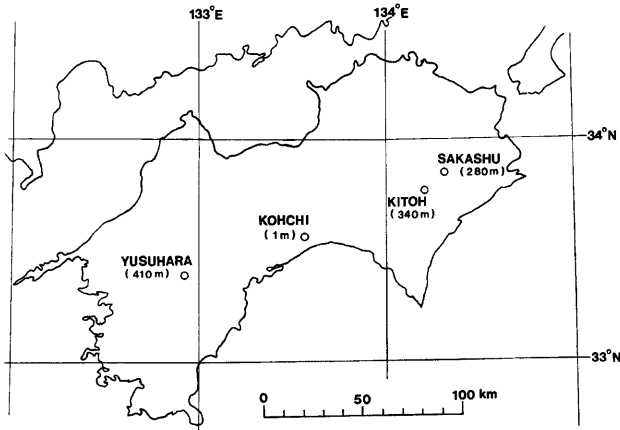 133°E
134°E
34°N
SAKASHU
(280m)
KITOH
(340m)
KOHCHI
(1m)
YUSUHARA
(410m)
33°N
0 50 100 km